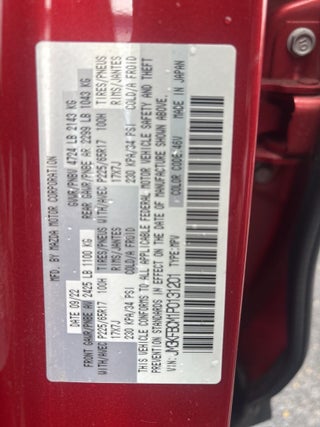 MFD. BY MAZDA MOTOR CORPORATION
DATE 09/22 GVWR/PNBV 4724 LB 2143 KG
FRONT GAWR/PNBE AV 2425 LB 1100 KG REAR GAWR/PNBE AR 2299 LB 1043 KG
WITH/AVEC P225/65R17 100H TIRES/PNEUS WITH/AVEC P225/65R17 100H TIRES/PNEUS
17X7J RIMS/JANTES 17X7J RIMS/JANTES
230 KPA/34 PSI COLD/A FROID 230 KPA/34 PSI COLD/A FROID
THIS VEHICLE CONFORMS TO ALL APPLICABLE FEDERAL MOTOR VEHICLE SAFETY AND THEFT
PREVENTION STANDARDS IN EFFECT ON THE DATE OF MANUFACTURE SHOWN ABOVE.
TYPE:MPV COLOR CODE:46V MADE IN JAPAN